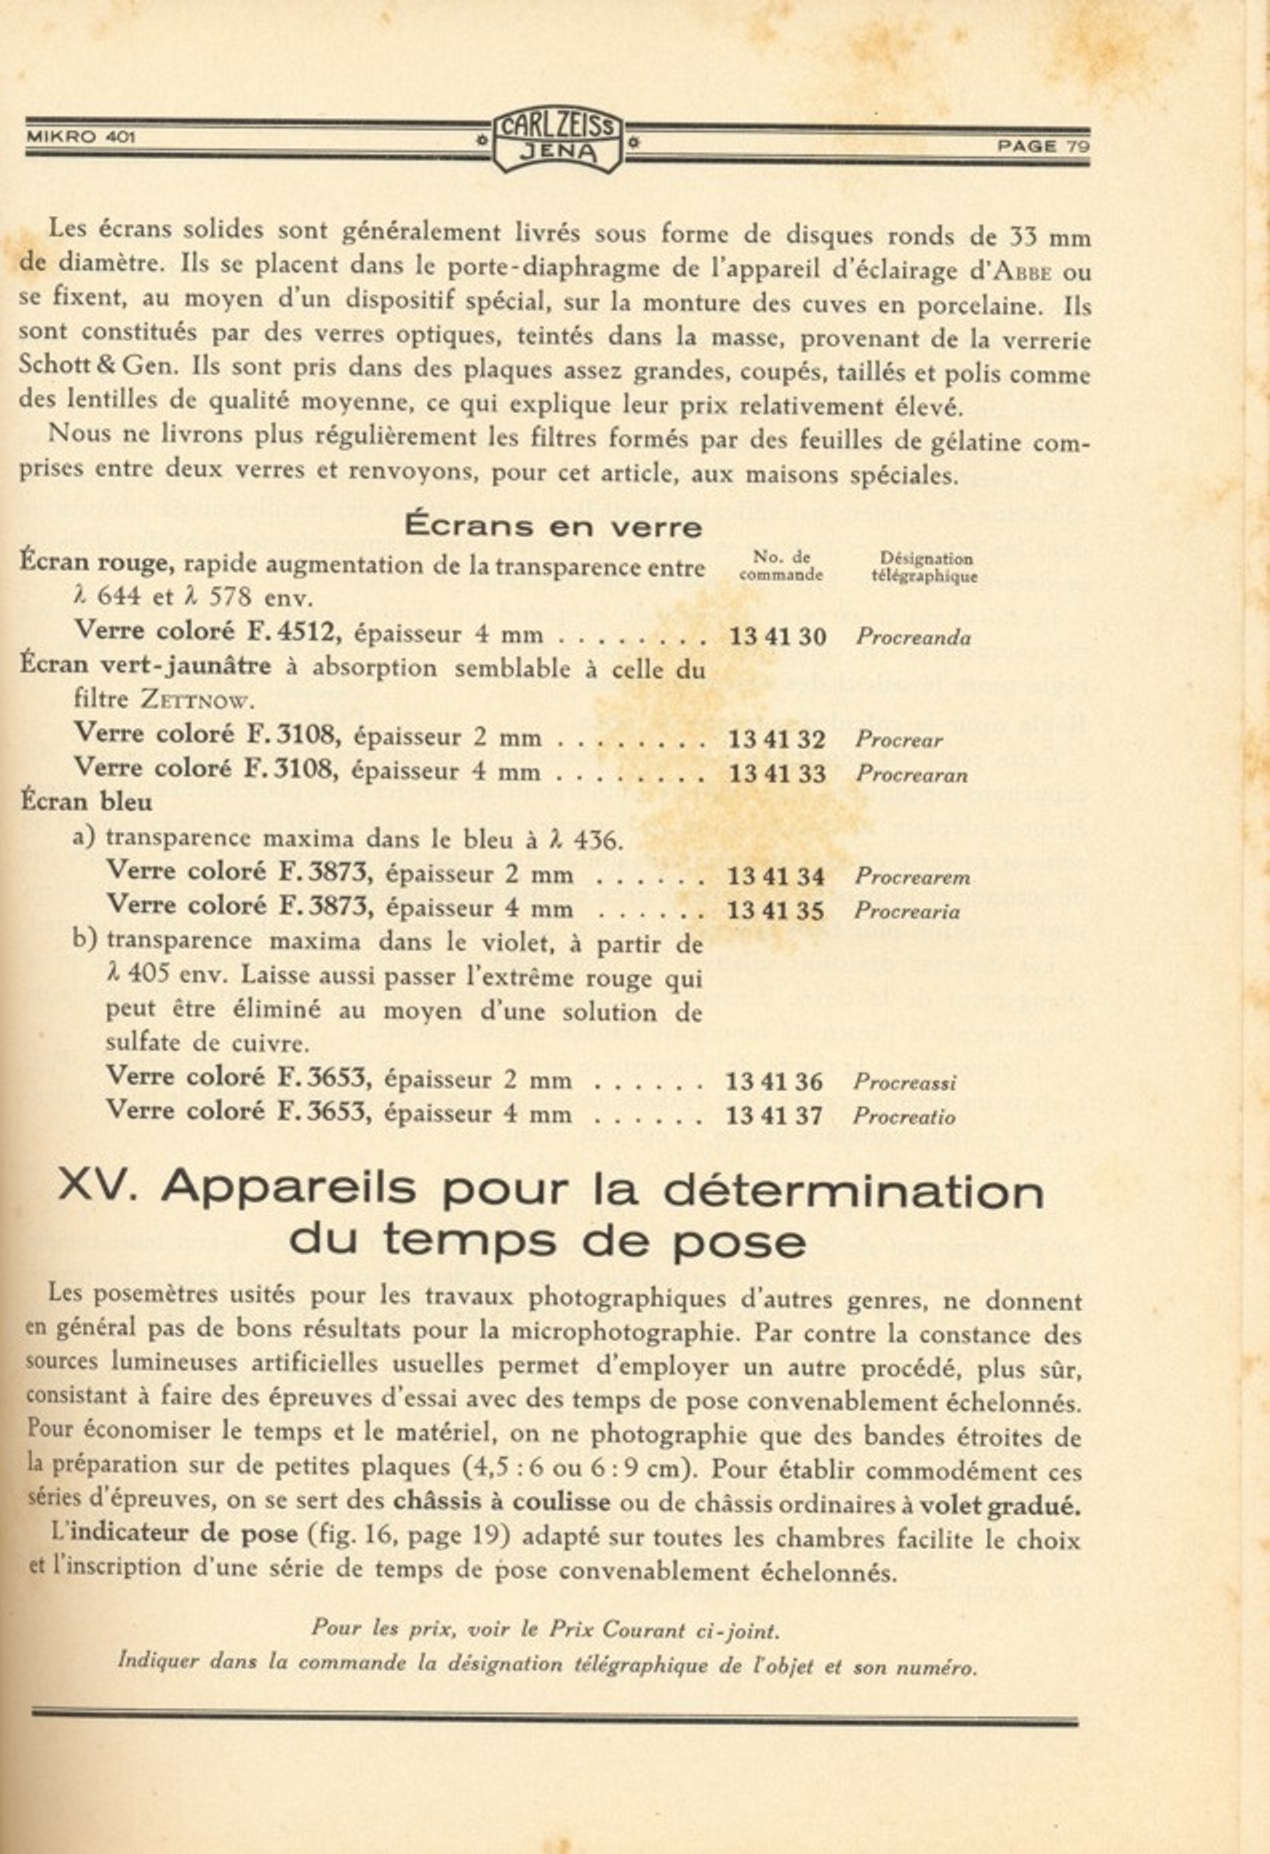 MIKRO 401
CARL ZEISS
JENA
PAGE 79
Les écrans solides sont généralement livrés sous forme de disques ronds de 33 mm
de diamètre. Ils se placent dans le porte-diaphragme de l'appareil d'éclairage d'ABBE ou
se fixent, au moyen d'un dispositif spécial, sur la monture des cuves en porcelaine. Ils
sont constitués par des verres optiques, teintés dans la masse, provenant de la verrerie
Schott & Gen. Ils sont pris dans des plaques assez grandes, coupés, taillés et polis comme
des lentilles de qualité moyenne, ce qui explique leur prix relativement élevé.
Nous ne livrons plus régulièrement les filtres formés par des feuilles de gélatine com-
prises entre deux verres et renvoyons, pour cet article, aux maisons spéciales.
Écrans en verre
No. de commande Désignation télégraphique
Écran rouge, rapide augmentation de la transparence entre
λ 644 et λ 578 env.
Verre coloré F. 4512, épaisseur 4 mm . . . . . . . . 13 41 30 Procreanda
Écran vert-jaunâtre à absorption semblable à celle du
filtre ZETTNOW.
Verre coloré F. 3108, épaisseur 2 mm . . . . . . . . 13 41 32 Procrear
Verre coloré F. 3108, épaisseur 4 mm . . . . . . . . 13 41 33 Procrearan
Écran bleu
a) transparence maxima dans le bleu à λ 436.
Verre coloré F. 3873, épaisseur 2 mm . . . . . . 13 41 34 Procrearem
Verre coloré F. 3873, épaisseur 4 mm . . . . . . 13 41 35 Procrearia
b) transparence maxima dans le violet, à partir de
λ 405 env. Laisse aussi passer l'extrême rouge qui
peut être éliminé au moyen d'une solution de
sulfate de cuivre.
Verre coloré F. 3653, épaisseur 2 mm . . . . . . 13 41 36 Procreassi
Verre coloré F. 3653, épaisseur 4 mm . . . . . . 13 41 37 Procreatio
XV. Appareils pour la détermination
du temps de pose
Les posemètres usités pour les travaux photographiques d'autres genres, ne donnent
en général pas de bons résultats pour la microphotographie. Par contre la constance des
sources lumineuses artificielles usuelles permet d'employer un autre procédé, plus sûr,
consistant à faire des épreuves d'essai avec des temps de pose convenablement échelonnés.
Pour économiser le temps et le matériel, on ne photographie que des bandes étroites de
la préparation sur de petites plaques (4,5 : 6 ou 6 : 9 cm). Pour établir commodément ces
séries d'épreuves, on se sert des châssis à coulisse ou de châssis ordinaires à volet gradué.
L'indicateur de pose (fig. 16, page 19) adapté sur toutes les chambres facilite le choix
et l'inscription d'une série de temps de pose convenablement échelonnés.
Pour les prix, voir le Prix Courant ci-joint.
Indiquer dans la commande la désignation télégraphique de l'objet et son numéro.